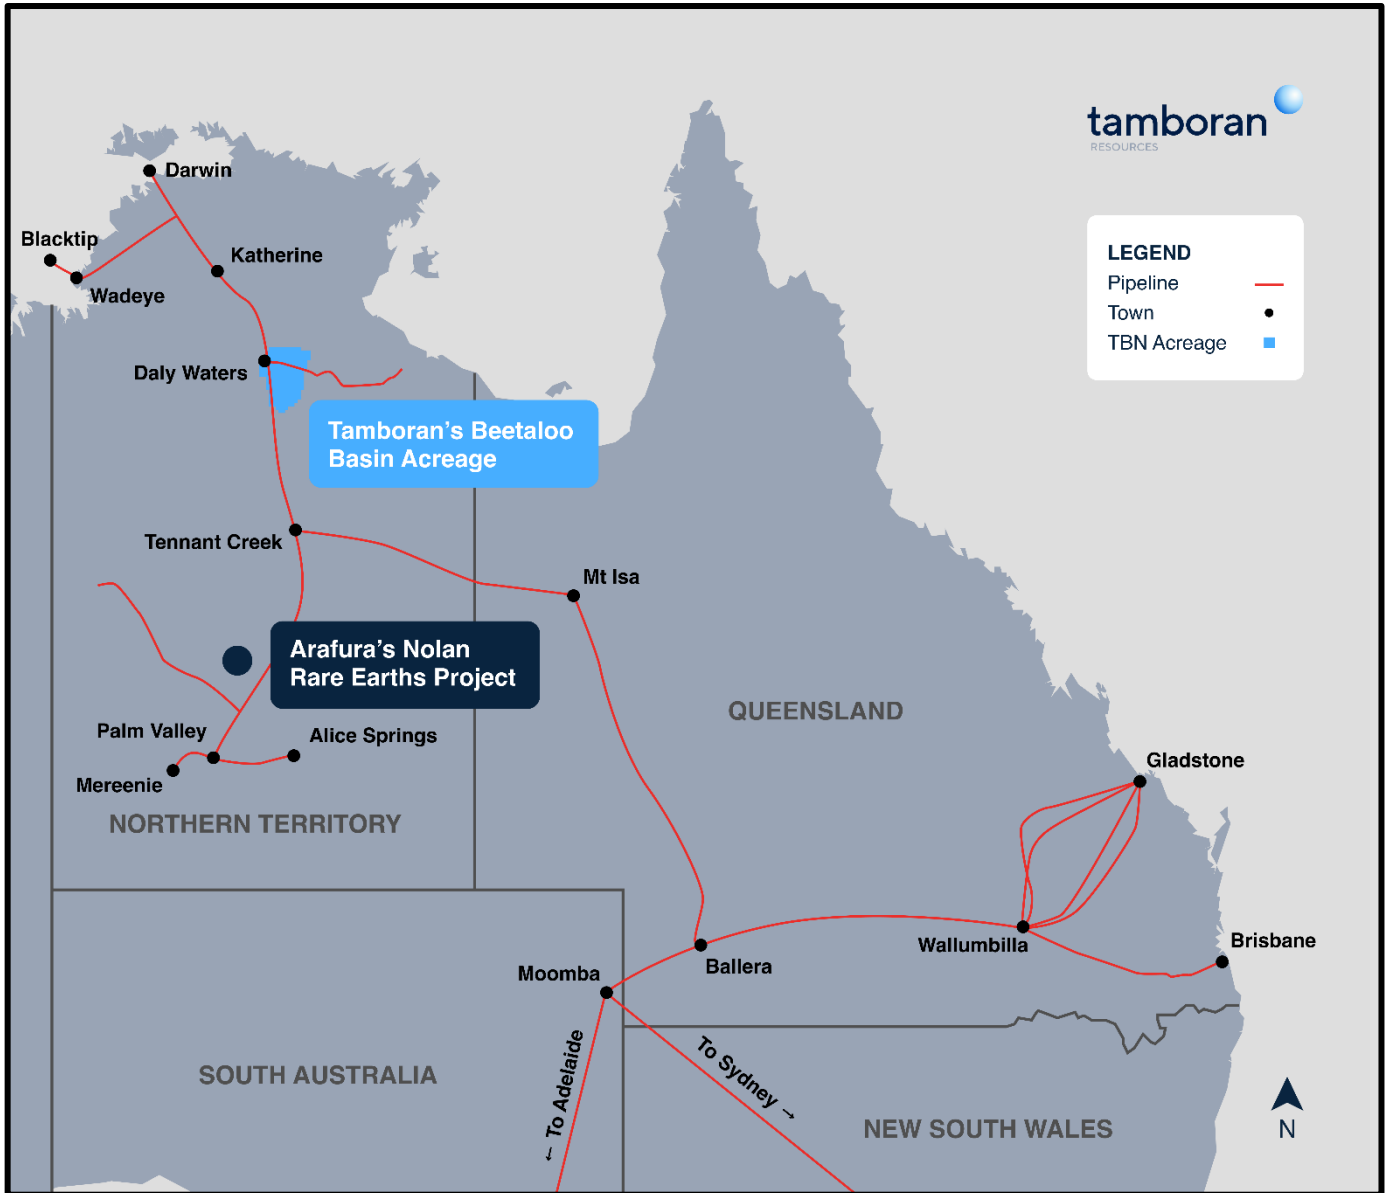 tamboran
RESOURCES
LEGEND
Pipeline
Town
TBN Acreage
Darwin
Blacktip
Katherine
Wadeye
Daly Waters
Tamboran's Beetaloo
Basin Acreage
Tennant Creek
Mt Isa
Arafura's Nolan
Rare Earths Project
QUEENSLAND
Palm Valley
Alice Springs
Mereenie
Gladstone
NORTHERN TERRITORY
Wallumbilla
Brisbane
Ballera
Moomba
← To Adelaide
To Sydney →
SOUTH AUSTRALIA
NEW SOUTH WALES
N